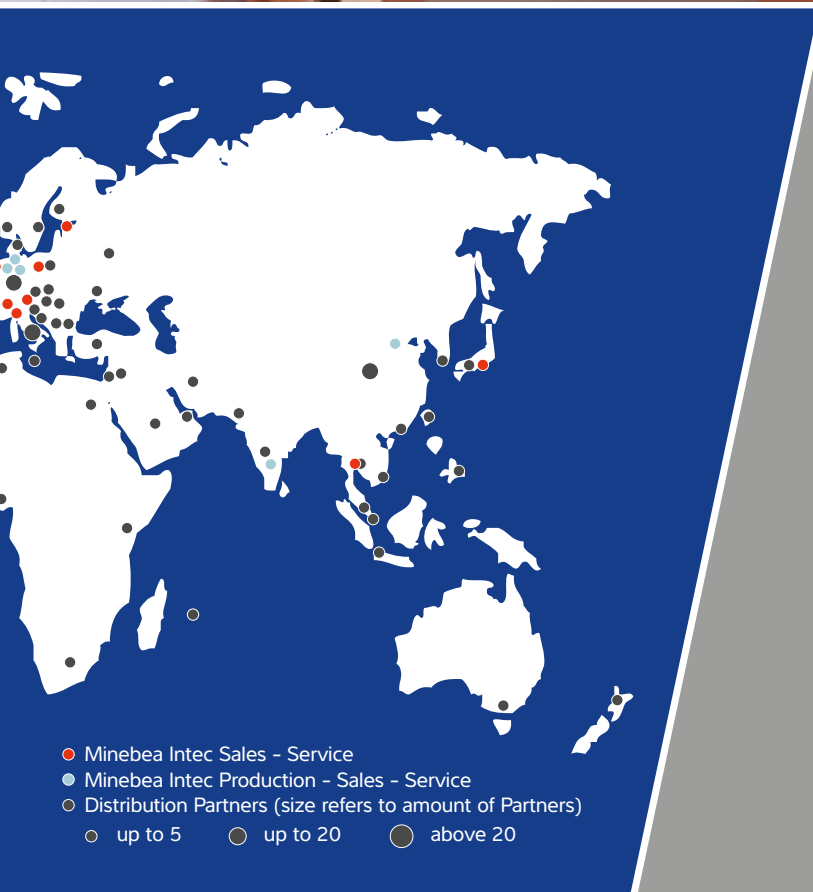 Minebea Intec Sales – Service
Minebea Intec Production – Sales – Service
Distribution Partners (size refers to amount of Partners)
up to 5 up to 20 above 20